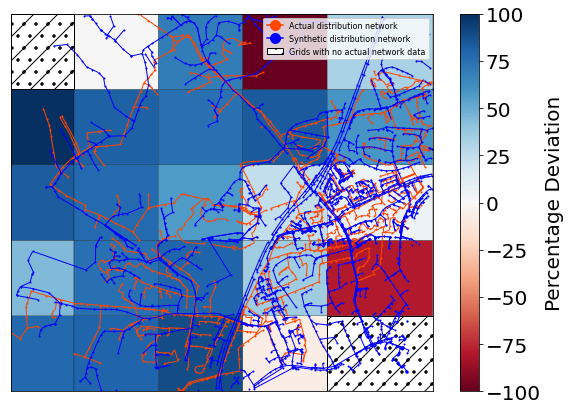 Actual distribution network
Synthetic distribution network
Grids with no actual network data
100
75
50
25
0
−25
−50
−75
−100
Percentage Deviation